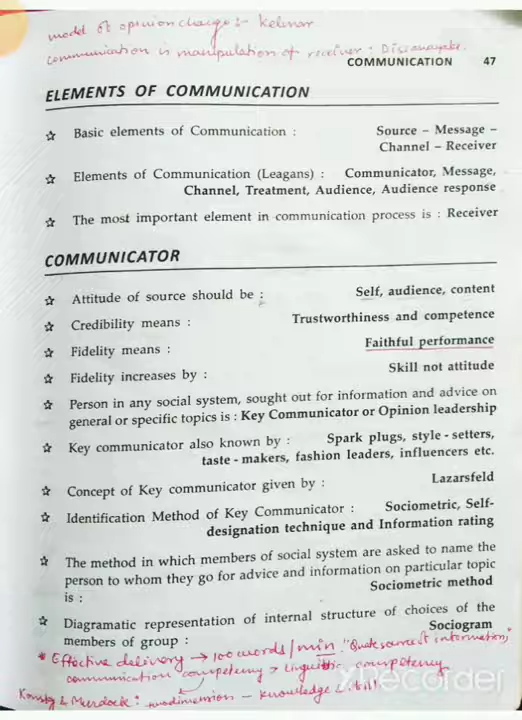 model of opinion change :- Kelman
communication is manipulation of receiver : Dissanayake.
COMMUNICATION 47
ELEMENTS OF COMMUNICATION
☆ Basic elements of Communication : Source – Message –
Channel – Receiver
☆ Elements of Communication (Leagans) : Communicator, Message,
Channel, Treatment, Audience, Audience response
☆ The most important element in communication process is : Receiver
COMMUNICATOR
☆ Attitude of source should be : Self, audience, content
☆ Credibility means : Trustworthiness and competence
☆ Fidelity means : Faithful performance
☆ Fidelity increases by : Skill not attitude
☆ Person in any social system, sought out for information and advice on
general or specific topics is : Key Communicator or Opinion leadership
☆ Key communicator also known by : Spark plugs, style - setters,
taste - makers, fashion leaders, influencers etc.
☆ Concept of Key communicator given by : Lazarsfeld
☆ Identification Method of Key Communicator : Sociometric, Self-
designation technique and Information rating
☆ The method in which members of social system are asked to name the
person to whom they go for advice and information on particular topic
is : Sociometric method
☆ Diagramatic representation of internal structure of choices of the
members of group : Sociogram
* Effective delivery → 100 words/min. source of information,"
communication competency > linguistic competency
& Murdock : – knowledge & skill
XRecorder